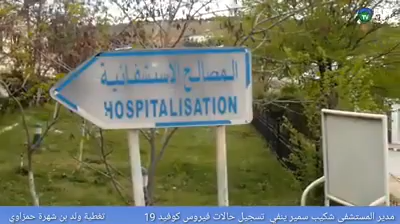 المصالح الاستشفائية
HOSPITALISATION
مدير المستشفى شكيب سمير ينفي تسجيل حالات فيروس كوفيد 19
تغطية ولد بن شهرة حمزاوي